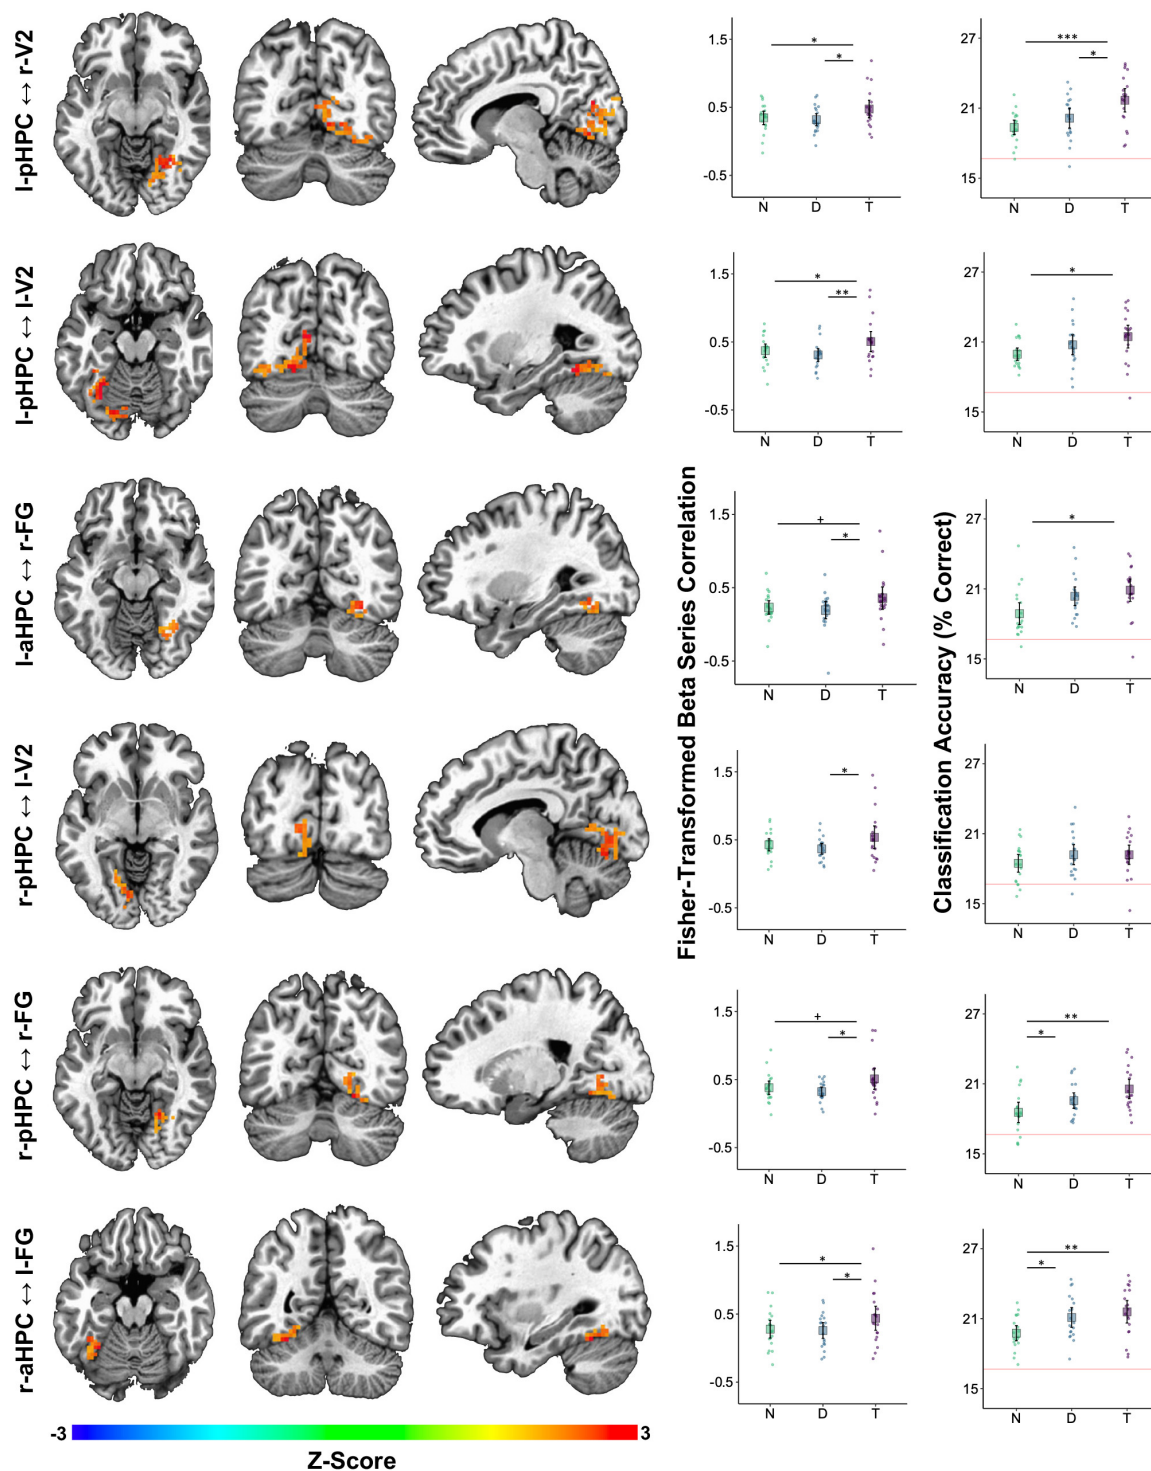 l-pHPC ↔ r-V2
1.5
0.5
-0.5
*
*
N D T
27
21
15
***
*
N D T
l-pHPC ↔ l-V2
1.5
0.5
-0.5
*
**
N D T
27
21
15
*
N D T
l-aHPC ↔ r-FG
1.5
0.5
-0.5
+
*
N D T
27
21
15
*
N D T
Fisher-Transformed Beta Series Correlation
Classification Accuracy (% Correct)
r-pHPC ↔ l-V2
1.5
0.5
-0.5
*
N D T
27
21
15
N D T
r-pHPC ↔ r-FG
1.5
0.5
-0.5
+
*
N D T
27
21
15
**
*
N D T
r-aHPC ↔ l-FG
1.5
0.5
-0.5
*
*
N D T
27
21
15
**
*
N D T
-3 3
Z-Score